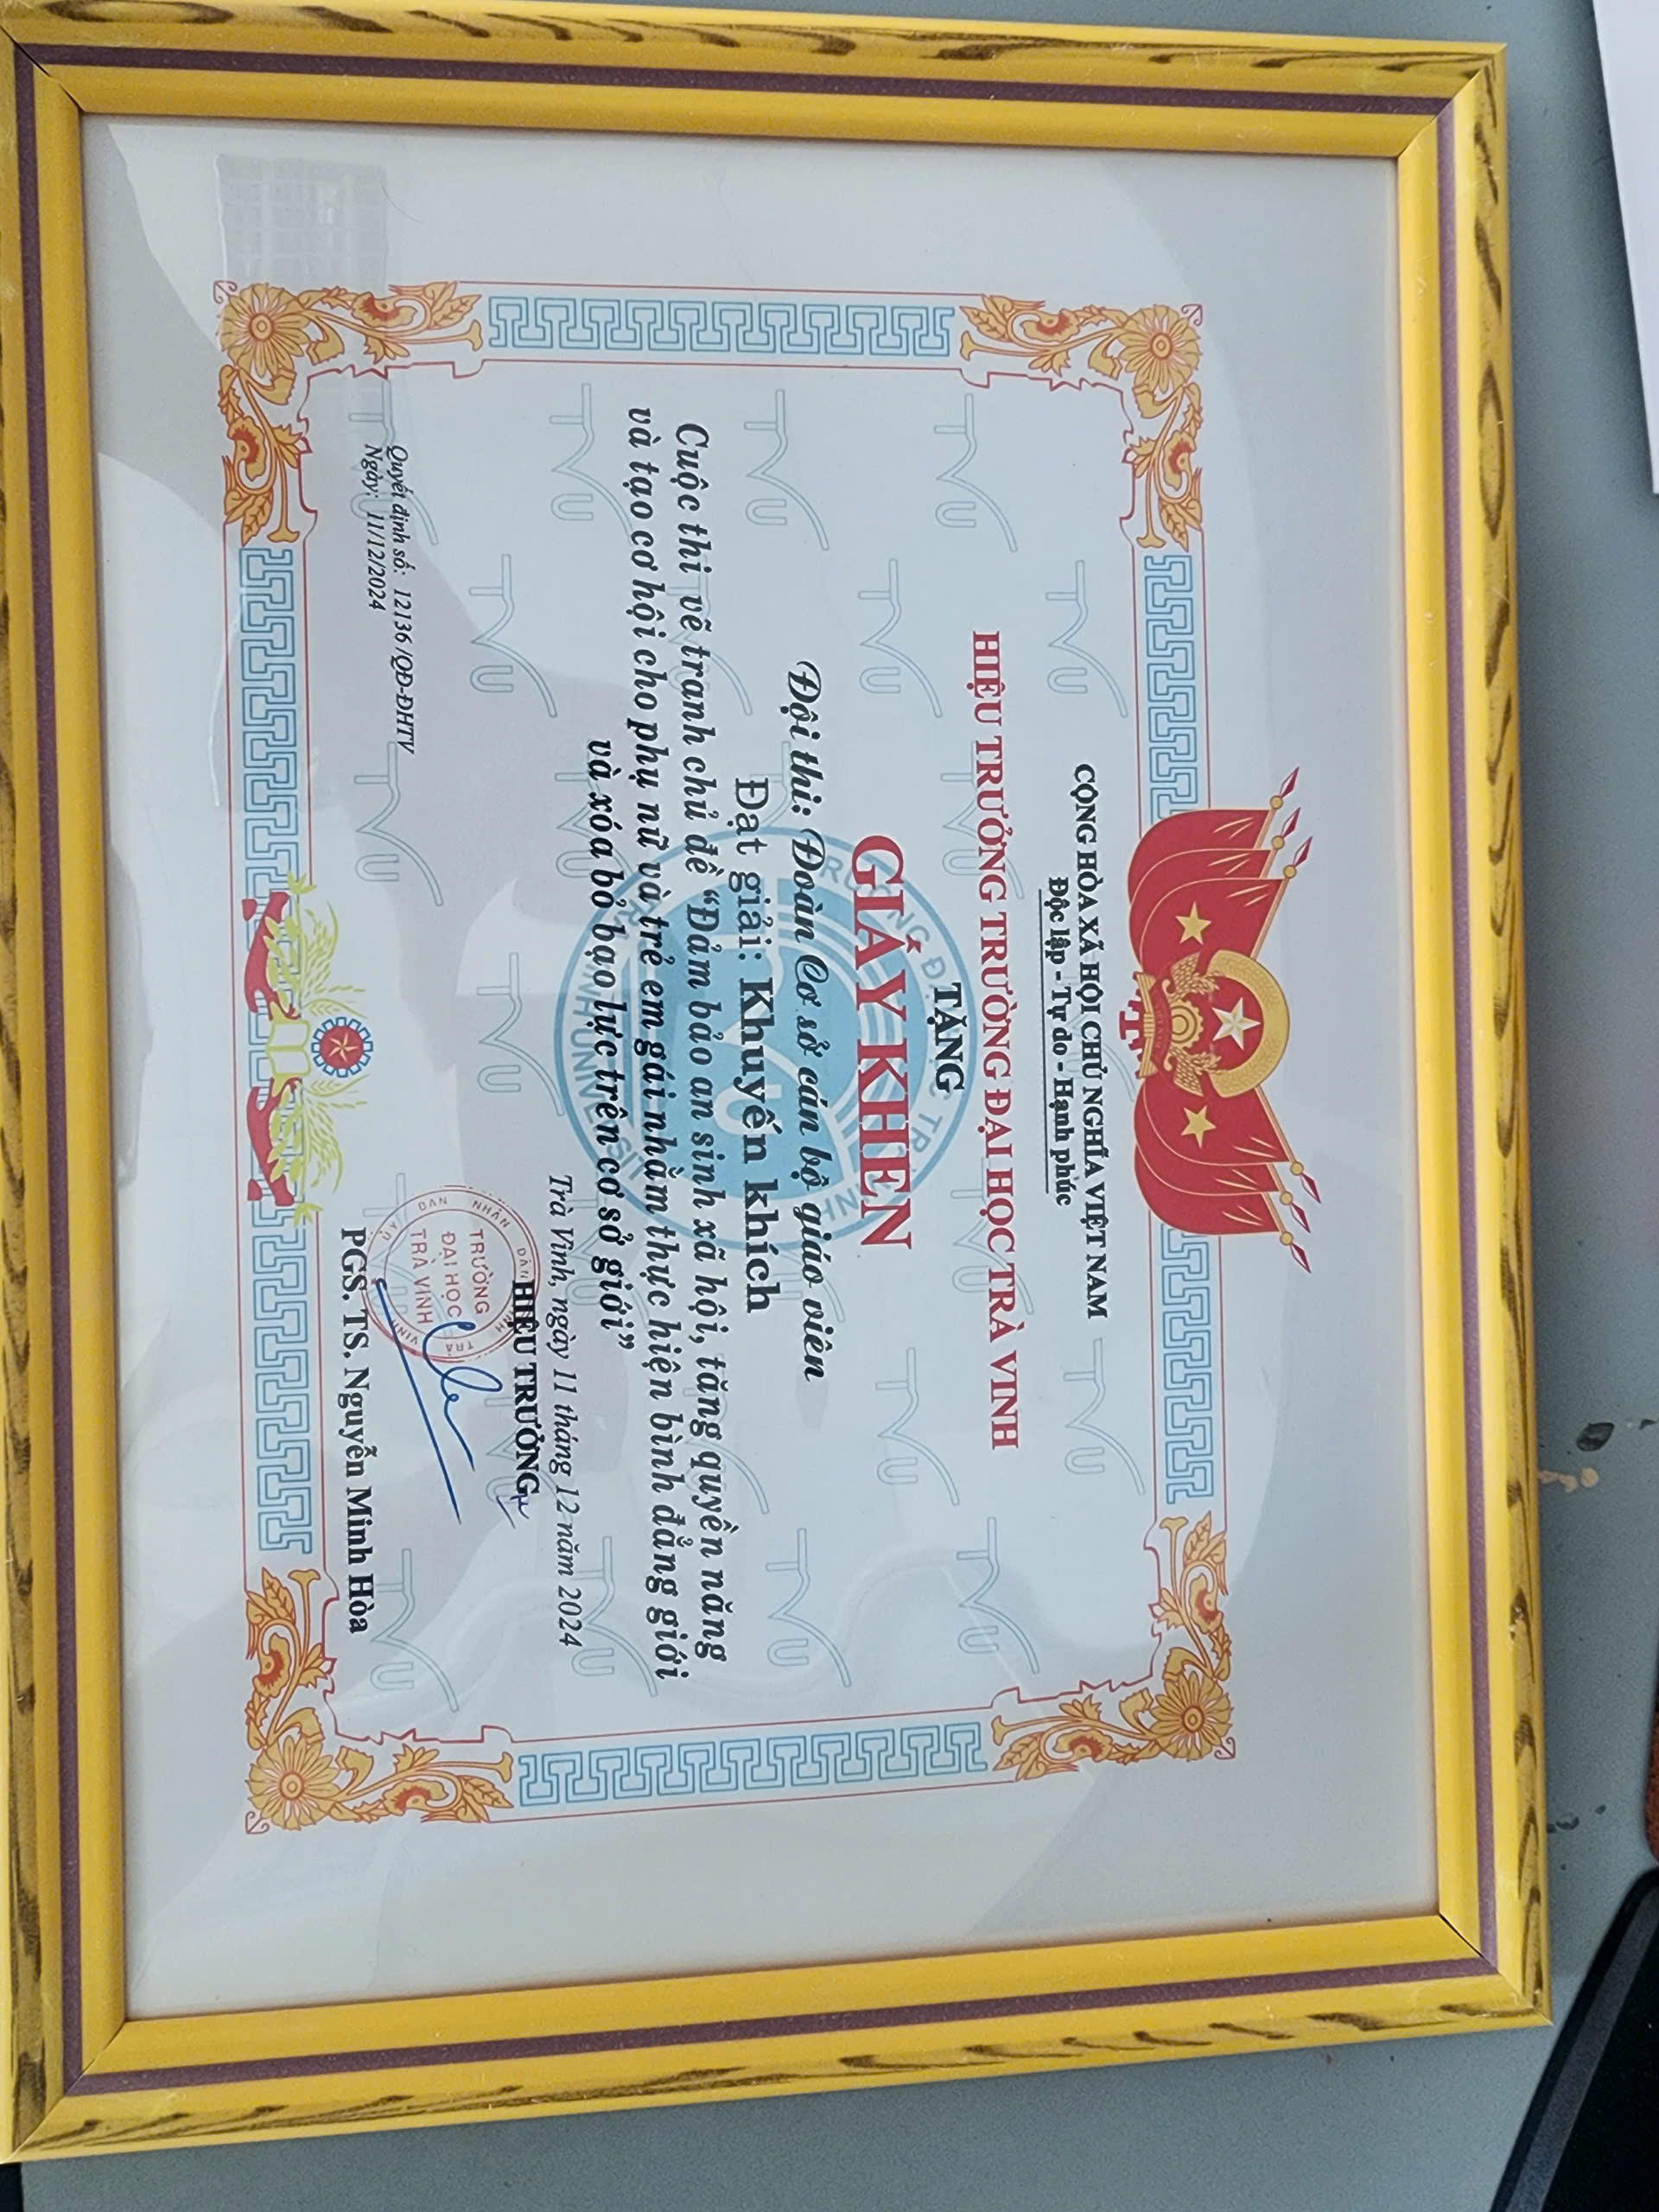 CỘNG HÒA XÃ HỘI CHỦ NGHĨA VIỆT NAM
Độc lập - Tự do - Hạnh phúc
HIỆU TRƯỞNG TRƯỜNG ĐẠI HỌC TRÀ VINH
TẶNG
GIẤY KHEN
Đội thi: Đoàn Cơ sở cán bộ giáo viên
Đạt giải: Khuyến khích
Cuộc thi vẽ tranh chủ đề “Đảm bảo an sinh xã hội, tăng quyền năng
và tạo cơ hội cho phụ nữ và trẻ em gái nhằm thực hiện bình đẳng giới
và xóa bỏ bạo lực trên cơ sở giới”
Trà Vinh, ngày 11 tháng 12 năm 2024
HIỆU TRƯỞNG
TRƯỜNG
ĐẠI HỌC
TRÀ VINH
PGS. TS. Nguyễn Minh Hòa
Quyết định số: 12136 /QĐ-ĐHTV
Ngày: 11/12/2024